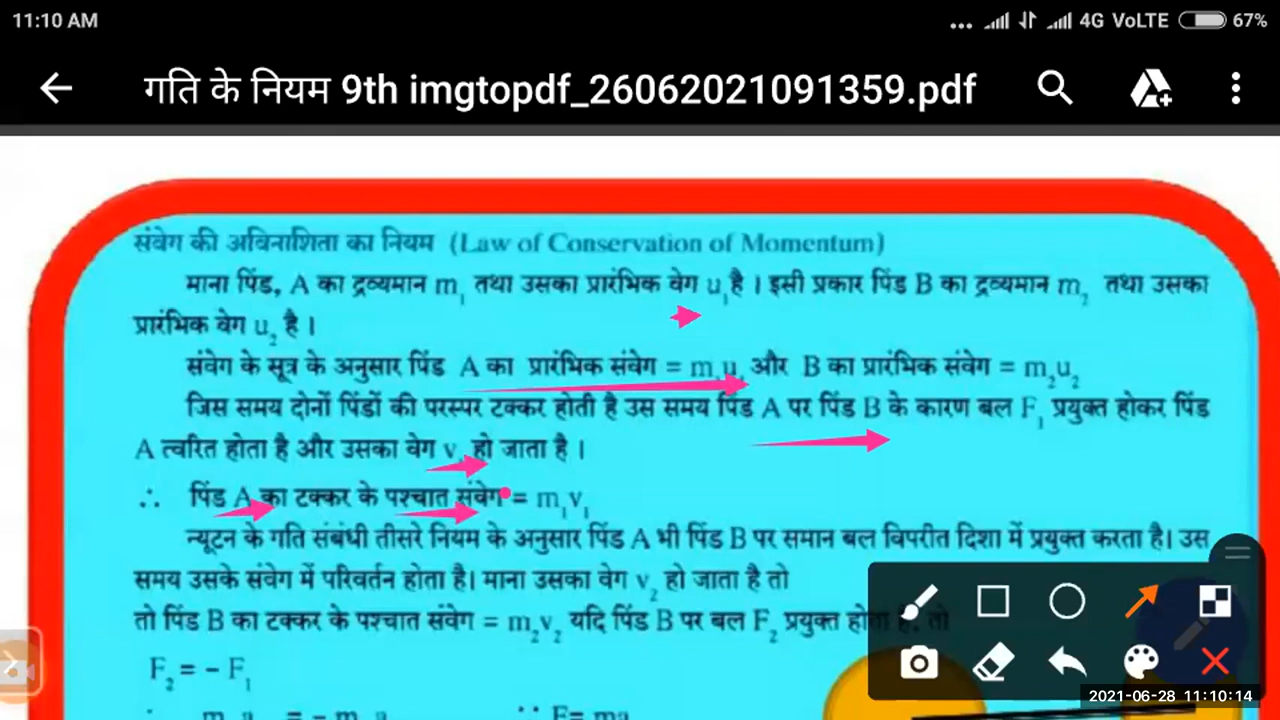 11:10 AM
4G VoLTE 67%
गति के नियम 9th imgtopdf_26062021091359.pdf
संवेग की अविनाशिता का नियम (Law of Conservation of Momentum)
माना पिंड, A का द्रव्यमान m₁ तथा उसका प्रारंभिक वेग u₁है । इसी प्रकार पिंड B का द्रव्यमान m₂ तथा उसका
प्रारंभिक वेग u₂ है ।
संवेग के सूत्र के अनुसार पिंड A का प्रारंभिक संवेग = m₁u₁ और B का प्रारंभिक संवेग = m₂u₂
जिस समय दोनों पिंडों की परस्पर टक्कर होती है उस समय पिंड A पर पिंड B के कारण बल F₁ प्रयुक्त होकर पिंड
A त्वरित होता है और उसका वेग v₁ हो जाता है ।
∴ पिंड A का टक्कर के पश्चात संवेग = m₁v₁
न्यूटन के गति संबंधी तीसरे नियम के अनुसार पिंड A भी पिंड B पर समान बल विपरीत दिशा में प्रयुक्त करता है। उस
समय उसके संवेग में परिवर्तन होता है। माना उसका वेग v₂ हो जाता है तो
तो पिंड B का टक्कर के पश्चात संवेग = m₂v₂ यदि पिंड B पर बल F₂ प्रयुक्त होता है, तो
F₂ = – F₁
∵ F= ma
2021-06-28 11:10:14